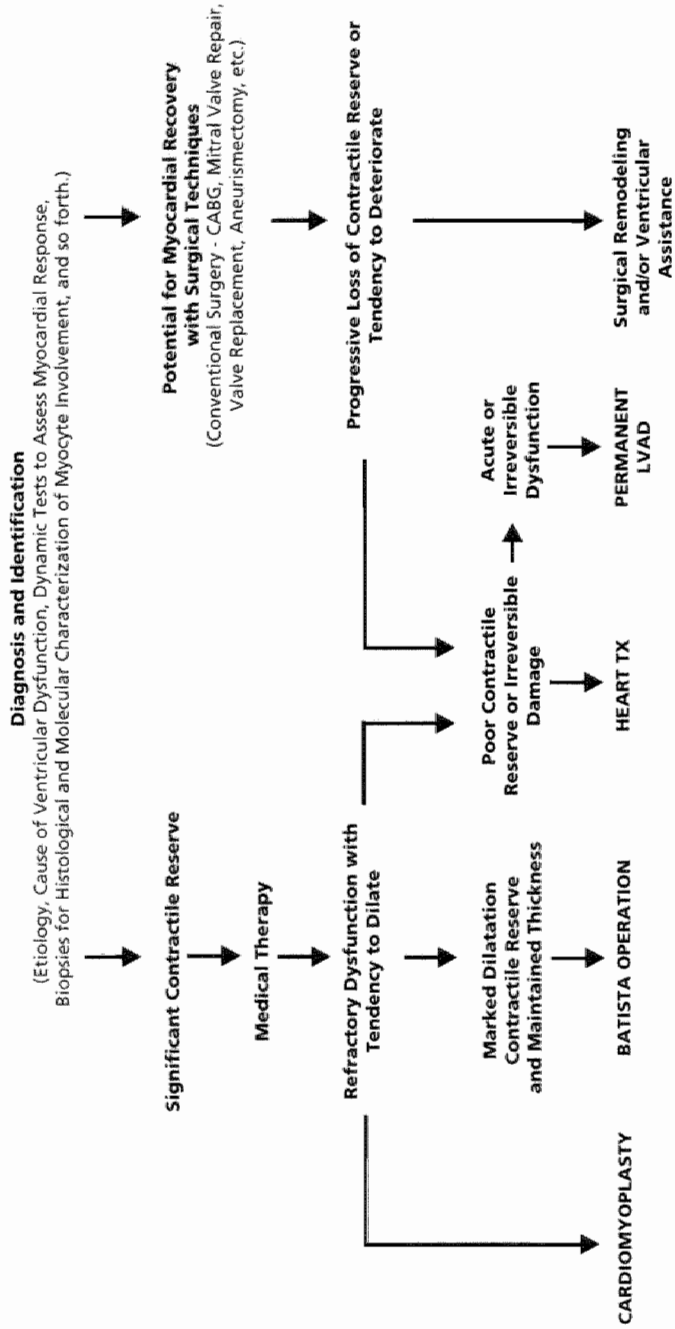 Diagnosis and Identification
(Etiology, Cause of Ventricular Dysfunction, Dynamic Tests to Assess Myocardial Response,
Biopsies for Histological and Molecular Characterization of Myocyte Involvement, and so forth.)
Significant Contractile Reserve
Medical Therapy
Refractory Dysfunction with
Tendency to Dilate
Potential for Myocardial Recovery
with Surgical Techniques
(Conventional Surgery - CABG, Mitral Valve Repair,
Valve Replacement, Aneurismectomy, etc.)
Progressive Loss of Contractile Reserve or
Tendency to Deteriorate
Marked Dilatation
Contractile Reserve
and Maintained Thickness
Poor Contractile
Reserve or Irreversible
Damage
Acute or
Irreversible
Dysfunction
CARDIOMYOPLASTY
BATISTA OPERATION
HEART TX
PERMANENT
LVAD
Surgical Remodeling
and/or Ventricular
Assistance